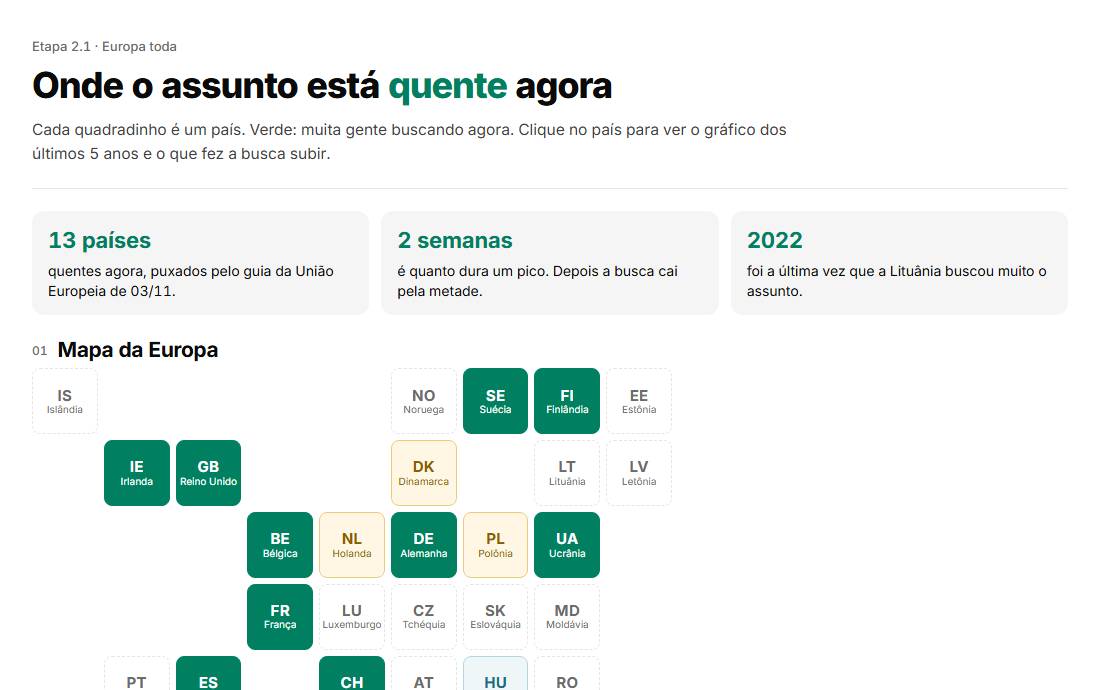 Etapa 2.1 · Europa toda
Onde o assunto está quente agora
Cada quadradinho é um país. Verde: muita gente buscando agora. Clique no país para ver o gráfico dos
últimos 5 anos e o que fez a busca subir.
13 países
quentes agora, puxados pelo guia da União
Europeia de 03/11.
2 semanas
é quanto dura um pico. Depois a busca cai
pela metade.
2022
foi a última vez que a Lituânia buscou muito o
assunto.
01 Mapa da Europa
IS
Islândia
NO
Noruega
SE
Suécia
FI
Finlândia
EE
Estônia
IE
Irlanda
GB
Reino Unido
DK
Dinamarca
LT
Lituânia
LV
Letônia
BE
Bélgica
NL
Holanda
DE
Alemanha
PL
Polônia
UA
Ucrânia
FR
França
LU
Luxemburgo
CZ
Tchéquia
SK
Eslováquia
MD
Moldávia
PT
ES
CH
AT
HU
RO